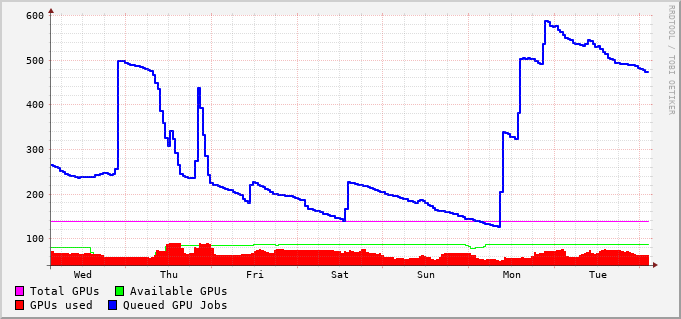 600
500
400
300
200
100
Wed Thu Fri Sat Sun Mon Tue
Total GPUs Available GPUs
GPUs used Queued GPU Jobs
RRDTOOL / TOBI OETIKER